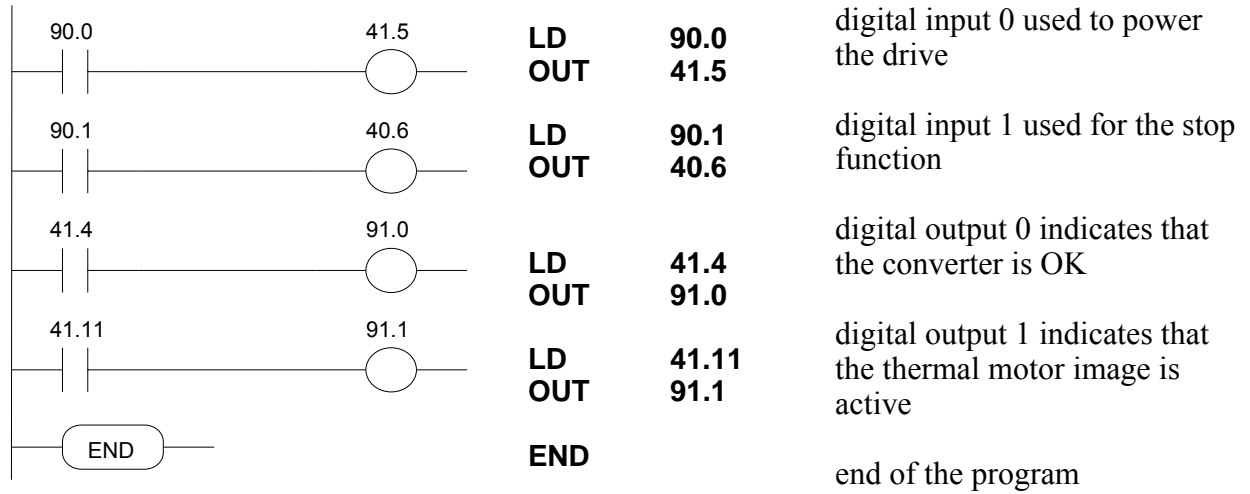 90.0 41.5
90.1 40.6
41.4 91.0
41.11 91.1
END
LD 90.0
OUT 41.5
LD 90.1
OUT 40.6
LD 41.4
OUT 91.0
LD 41.11
OUT 91.1
END
digital input 0 used to power
the drive
digital input 1 used for the stop
function
digital output 0 indicates that
the converter is OK
digital output 1 indicates that
the thermal motor image is
active
end of the program